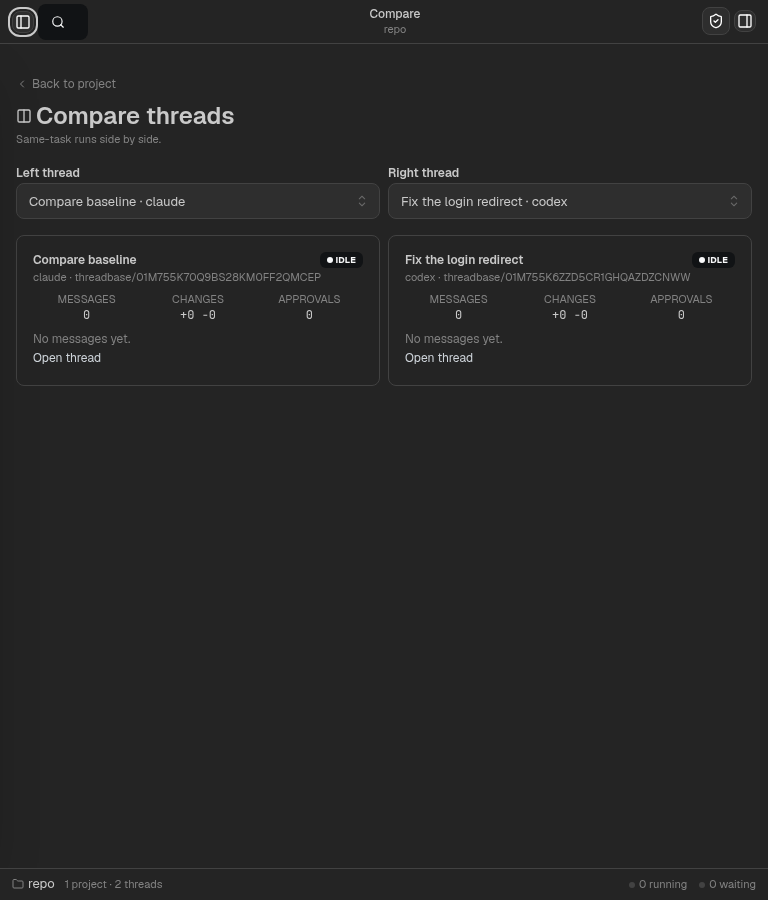 Compare
repo
Back to project
Compare threads
Same-task runs side by side.
Left thread
Compare baseline · claude
Right thread
Fix the login redirect · codex
Compare baseline
IDLE
claude · threadbase/01M755K70Q9BS28KM0FF2QMCEP
MESSAGES CHANGES APPROVALS
0 +0 -0 0
No messages yet.
Open thread
Fix the login redirect
IDLE
codex · threadbase/01M755K6ZZD5CR1GHQAZDZCNWW
MESSAGES CHANGES APPROVALS
0 +0 -0 0
No messages yet.
Open thread
repo 1 project · 2 threads
0 running 0 waiting